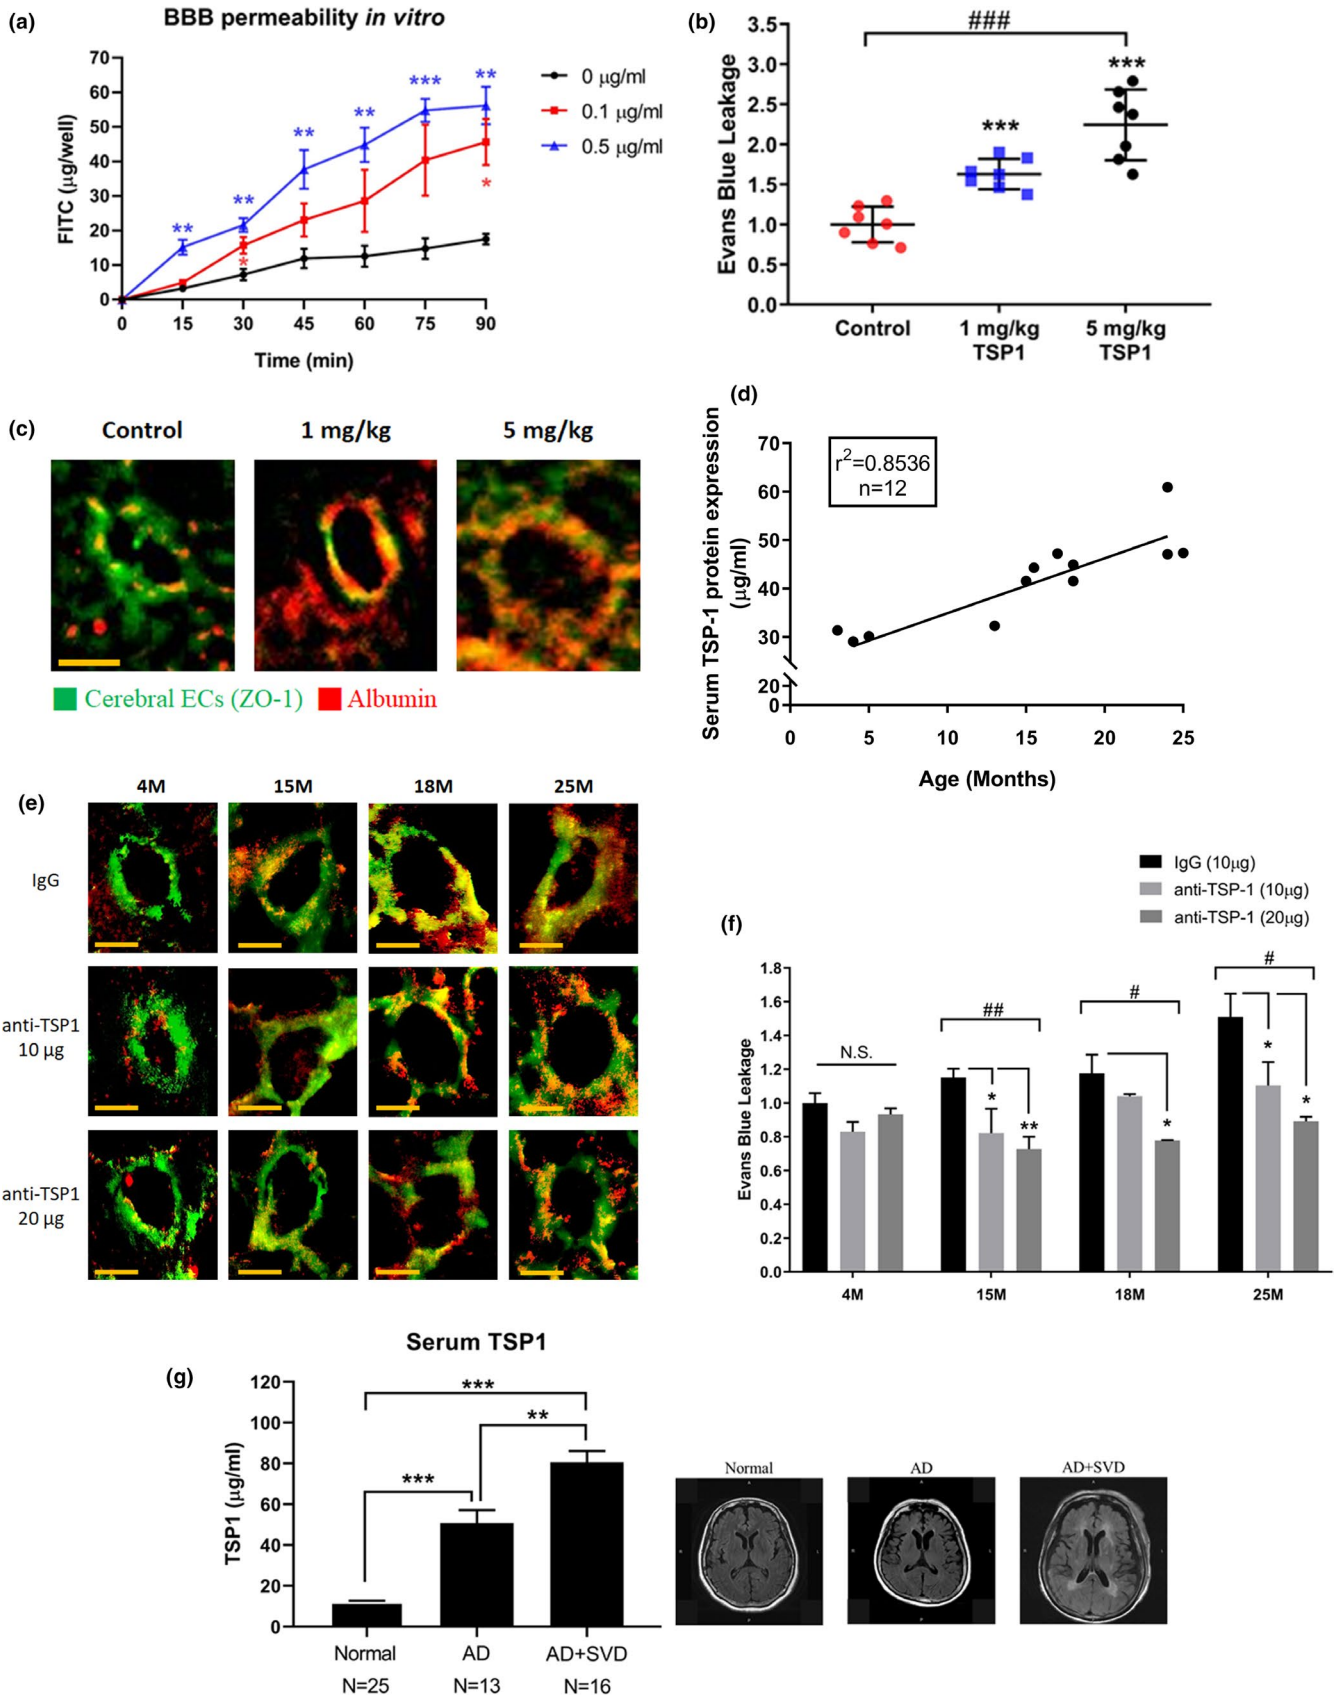 (a)
BBB permeability in vitro
FITC (μg/well)
70
60
50
40
30
20
10
0
0 15 30 45 60 75 90
Time (min)
** ** ** ** *** **
* *
0 μg/ml
0.1 μg/ml
0.5 μg/ml
(b)
Evans Blue Leakage
3.5
3.0
2.5
2.0
1.5
1.0
0.5
0.0
###
***
***
Control 1 mg/kg 5 mg/kg
TSP1 TSP1
(c)
Control 1 mg/kg 5 mg/kg
Cerebral ECs (ZO-1) Albumin
(d)
Serum TSP-1 protein expression
(μg/ml)
70
60
50
40
30
20
0
r2=0.8536
n=12
0 5 10 15 20 25
Age (Months)
(e)
4M 15M 18M 25M
IgG
anti-TSP1
10 μg
anti-TSP1
20 μg
IgG (10μg)
anti-TSP-1 (10μg)
anti-TSP-1 (20μg)
(f)
Evans Blue Leakage
1.8
1.6
1.4
1.2
1.0
0.8
0.6
0.4
0.2
0.0
N.S. ## # #
* ** * * *
4M 15M 18M 25M
Serum TSP1
(g)
TSP1 (μg/ml)
120
100
80
60
40
20
0
***
**
***
Normal AD AD+SVD
N=25 N=13 N=16
Normal AD AD+SVD